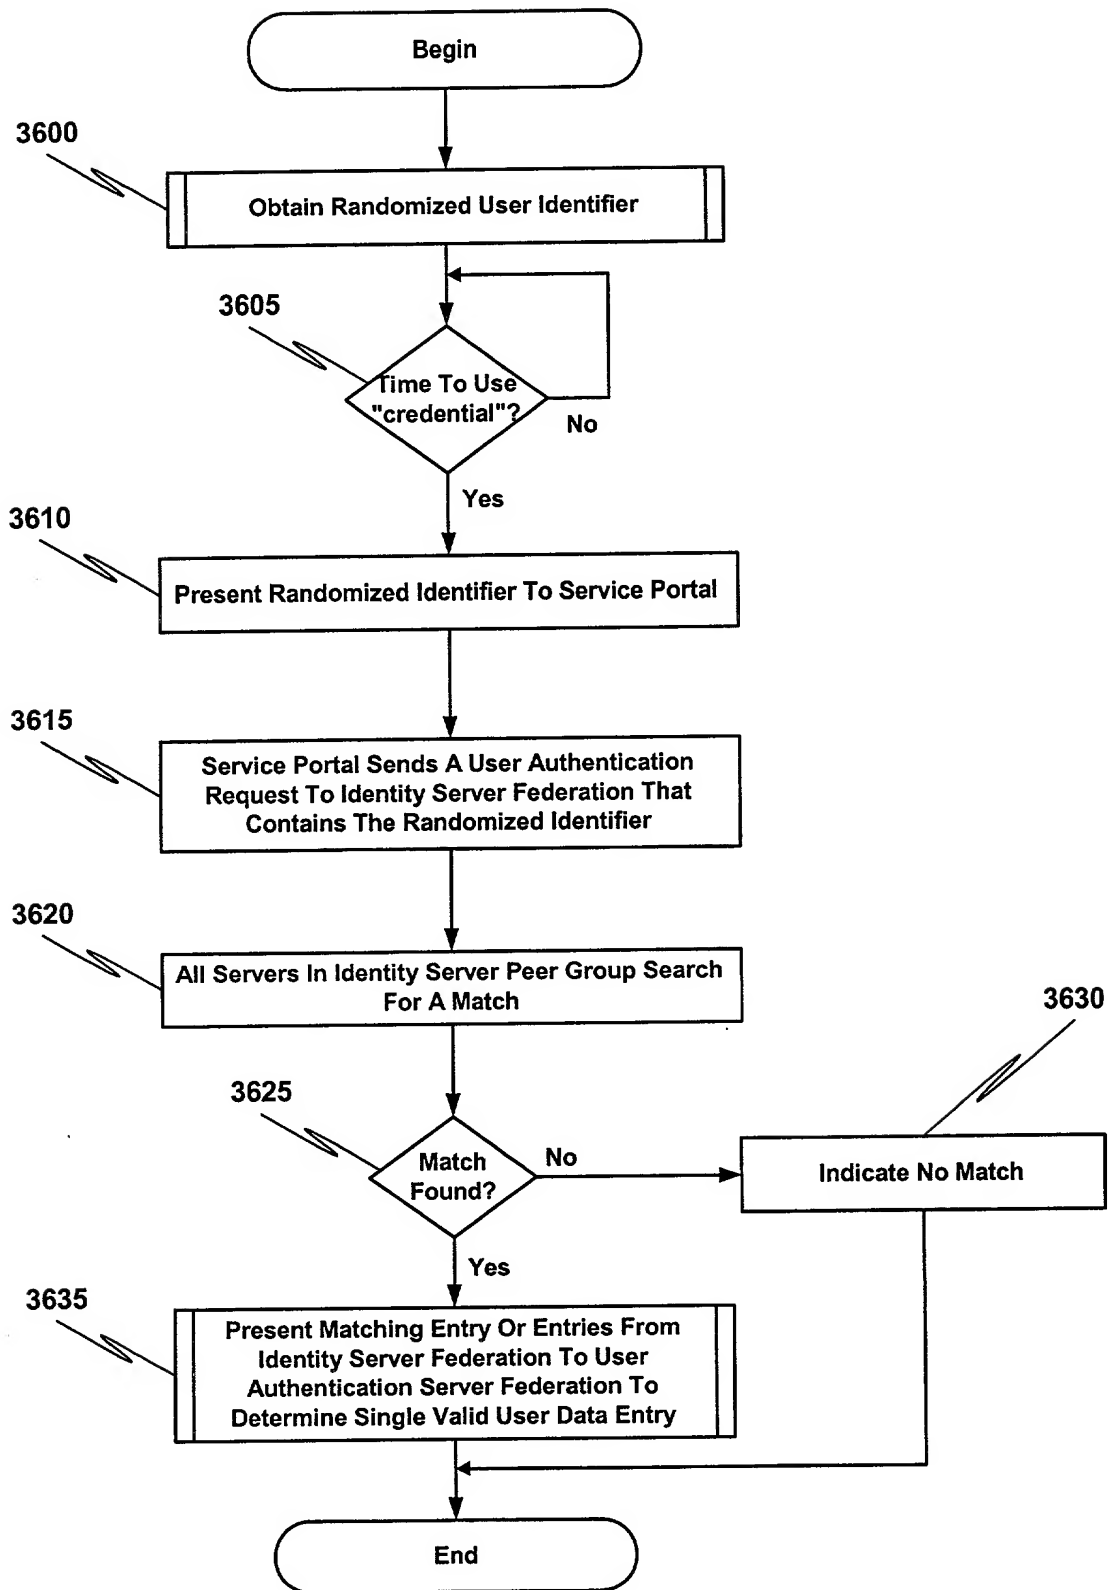 Begin
3600
Obtain Randomized User Identifier
3605
Time To Use
"credential"?
No
Yes
3610
Present Randomized Identifier To Service Portal
3615
Service Portal Sends A User Authentication
Request To Identity Server Federation That
Contains The Randomized Identifier
3620
All Servers In Identity Server Peer Group Search
For A Match
3630
3625
Match
Found?
No
Indicate No Match
Yes
3635
Present Matching Entry Or Entries From
Identity Server Federation To User
Authentication Server Federation To
Determine Single Valid User Data Entry
End